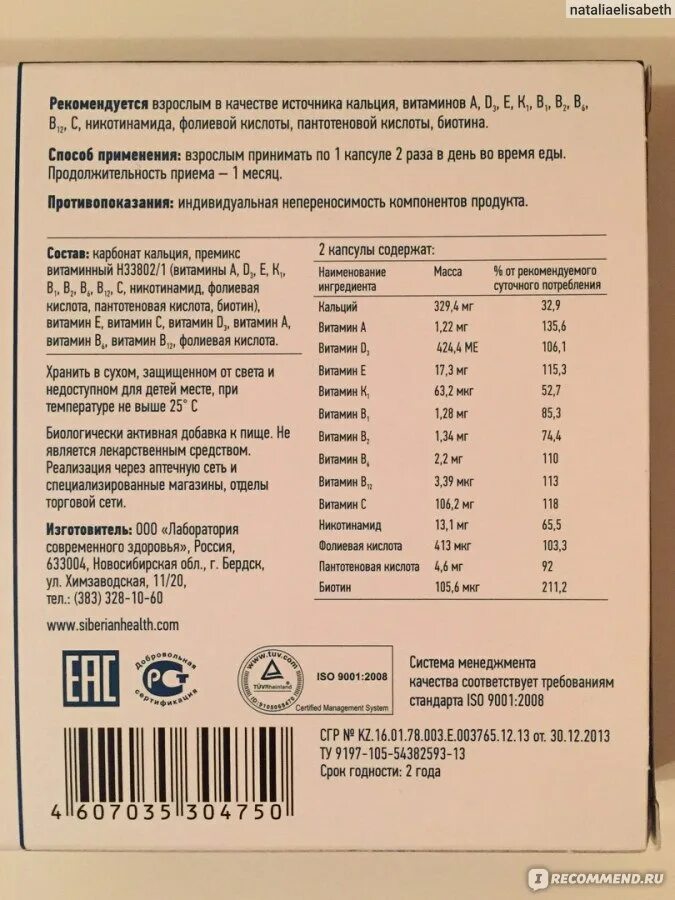 nataliaelisabeth
Рекомендуется взрослым в качестве источника кальция, витаминов A, D₃, E, K₁, B₁, B₂, B₆,
B₁₂, C, никотинамида, фолиевой кислоты, пантотеновой кислоты, биотина.
Способ применения: взрослым принимать по 1 капсуле 2 раза в день во время еды.
Продолжительность приема – 1 месяц.
Противопоказания: индивидуальная непереносимость компонентов продукта.
Состав: карбонат кальция, премикс
витаминный H33802/1 (витамины A, D₃, E, K₁,
B₁, B₂, B₆, B₁₂, C, никотинамид, фолиевая
кислота, пантотеновая кислота, биотин),
витамин E, витамин C, витамин D₃, витамин A,
витамин B₆, витамин B₁₂, фолиевая кислота.
Хранить в сухом, защищенном от света и
недоступном для детей месте, при
температуре не выше 25° C
Биологически активная добавка к пище. Не
является лекарственным средством.
Реализация через аптечную сеть и
специализированные магазины, отделы
торговой сети.
Изготовитель: ООО «Лаборатория
современного здоровья», Россия,
633004, Новосибирская обл., г. Бердск,
ул. Химзаводская, 11/20,
тел.: (383) 328-10-60
www.siberianhealth.com
2 капсулы содержат:
Наименование ингредиента Масса % от рекомендуемого суточного потребления
Кальций 329,4 мг 32,9
Витамин A 1,22 мг 135,6
Витамин D₃ 424,4 МЕ 106,1
Витамин E 17,3 мг 115,3
Витамин K₁ 63,2 мкг 52,7
Витамин B₁ 1,28 мг 85,3
Витамин B₂ 1,34 мг 74,4
Витамин B₆ 2,2 мг 110
Витамин B₁₂ 3,39 мкг 113
Витамин C 106,2 мг 118
Никотинамид 13,1 мг 65,5
Фолиевая кислота 413 мкг 103,3
Пантотеновая кислота 4,6 мг 92
Биотин 105,6 мкг 211,2
EAC
Добровольная
РСТ
сертификация
www.tuv.com
TÜVRheinland
ID:9105069470
ISO 9001:2008
Certified Management System
Система менеджмента
качества соответствует требованиям
стандарта ISO 9001:2008
СГР № KZ.16.01.78.003.E.003765.12.13 от. 30.12.2013
ТУ 9197-105-54382593-13
Срок годности: 2 года
4 607035 304750
IRECOMMEND.RU